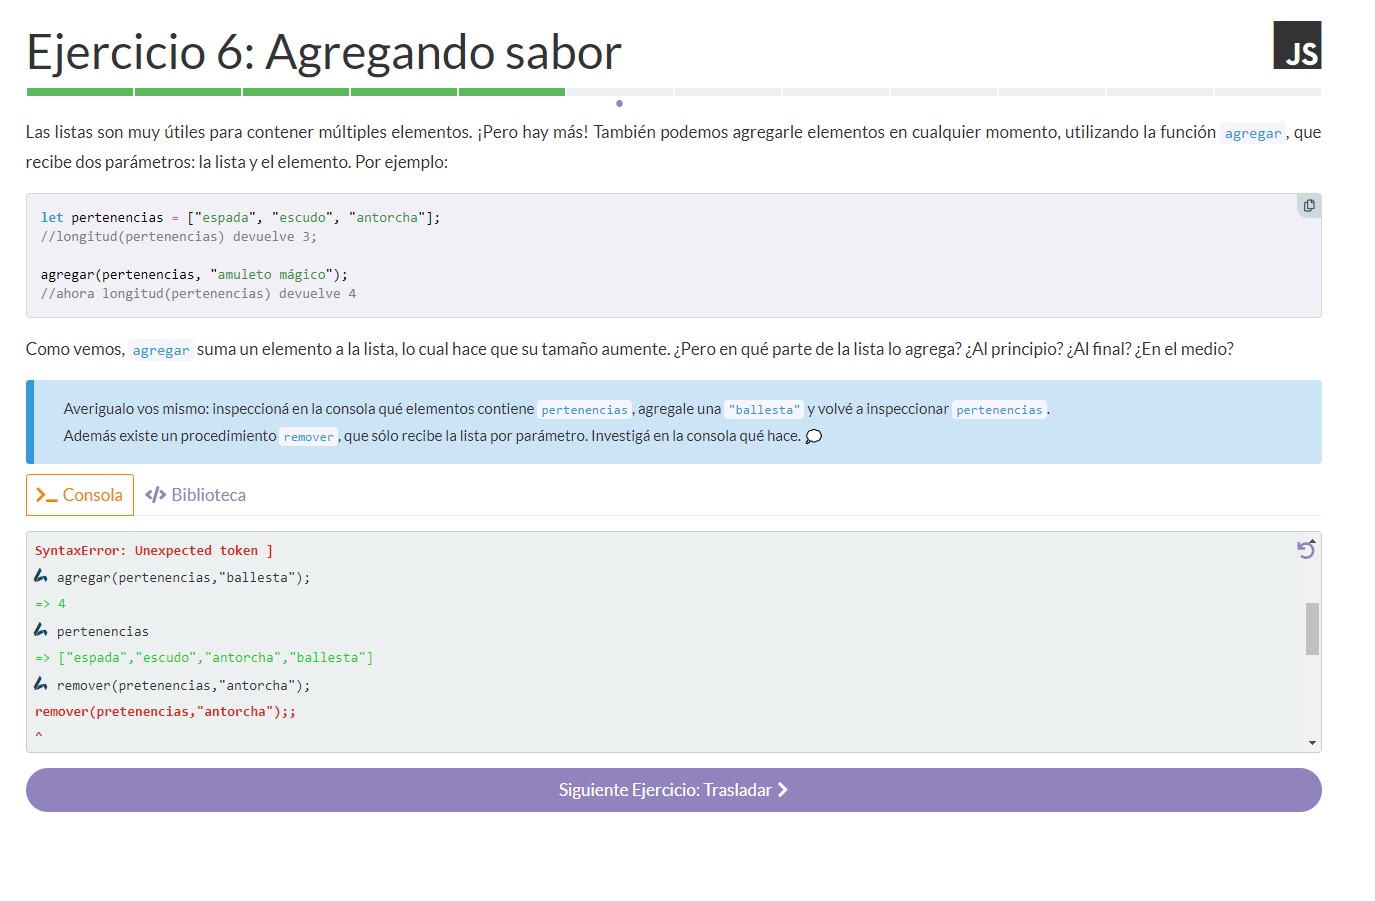 Ejercicio 6: Agregando sabor
JS
Las listas son muy útiles para contener múltiples elementos. ¡Pero hay más! También podemos agregarle elementos en cualquier momento, utilizando la función agregar, que
recibe dos parámetros: la lista y el elemento. Por ejemplo:
let pertenencias = ["espada", "escudo", "antorcha"];
//longitud(pertenencias) devuelve 3;
agregar(pertenencias, "amuleto mágico");
//ahora longitud(pertenencias) devuelve 4
Como vemos, agregar suma un elemento a la lista, lo cual hace que su tamaño aumente. ¿Pero en qué parte de la lista lo agrega? ¿Al principio? ¿Al final? ¿En el medio?
Averigualo vos mismo: inspeccioná en la consola qué elementos contiene pertenencias, agregale una "ballesta" y volvé a inspeccionar pertenencias.
Además existe un procedimiento remover, que sólo recibe la lista por parámetro. Investigá en la consola qué hace.
>_ Consola
</> Biblioteca
SyntaxError: Unexpected token ]
agregar(pertenencias,"ballesta");
=> 4
pertenencias
=> ["espada","escudo","antorcha","ballesta"]
remover(pretenencias,"antorcha");
remover(pretenencias,"antorcha");;
^
Siguiente Ejercicio: Trasladar >